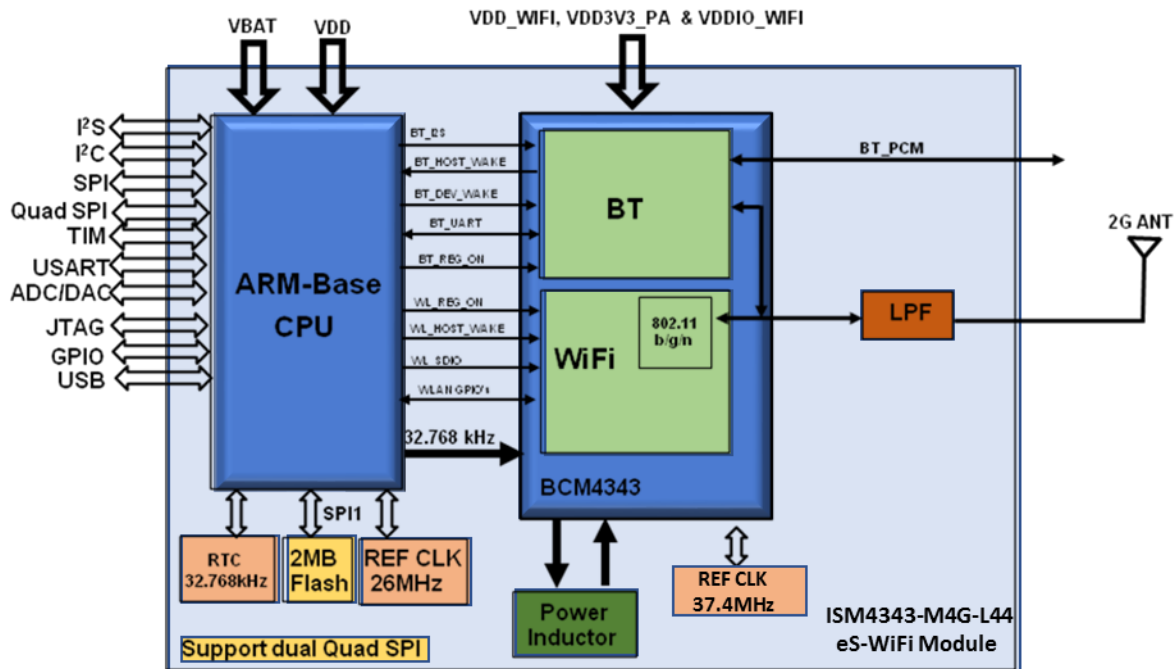 VBAT
VDD
VDD_WIFI, VDD3V3_PA & VDDIO_WIFI
I²S
I²C
SPI
Quad SPI
TIM
USART
ADC/DAC
JTAG
GPIO
USB
ARM-Base
CPU
BT_I2S
BT_HOST_WAKE
BT_DEV_WAKE
BT_UART
BT_REG_ON
WL_REG_ON
WL_HOST_WAKE
WL_SDIO
WLAN GPIO's
32.768 kHz
BT
WiFi
802.11
b/g/n
BCM4343
BT_PCM
2G ANT
LPF
SPI1
RTC
32.768kHz
2MB
Flash
REF CLK
26MHz
Power
Inductor
REF CLK
37.4MHz
Support dual Quad SPI
ISM4343-M4G-L44
eS-WiFi Module